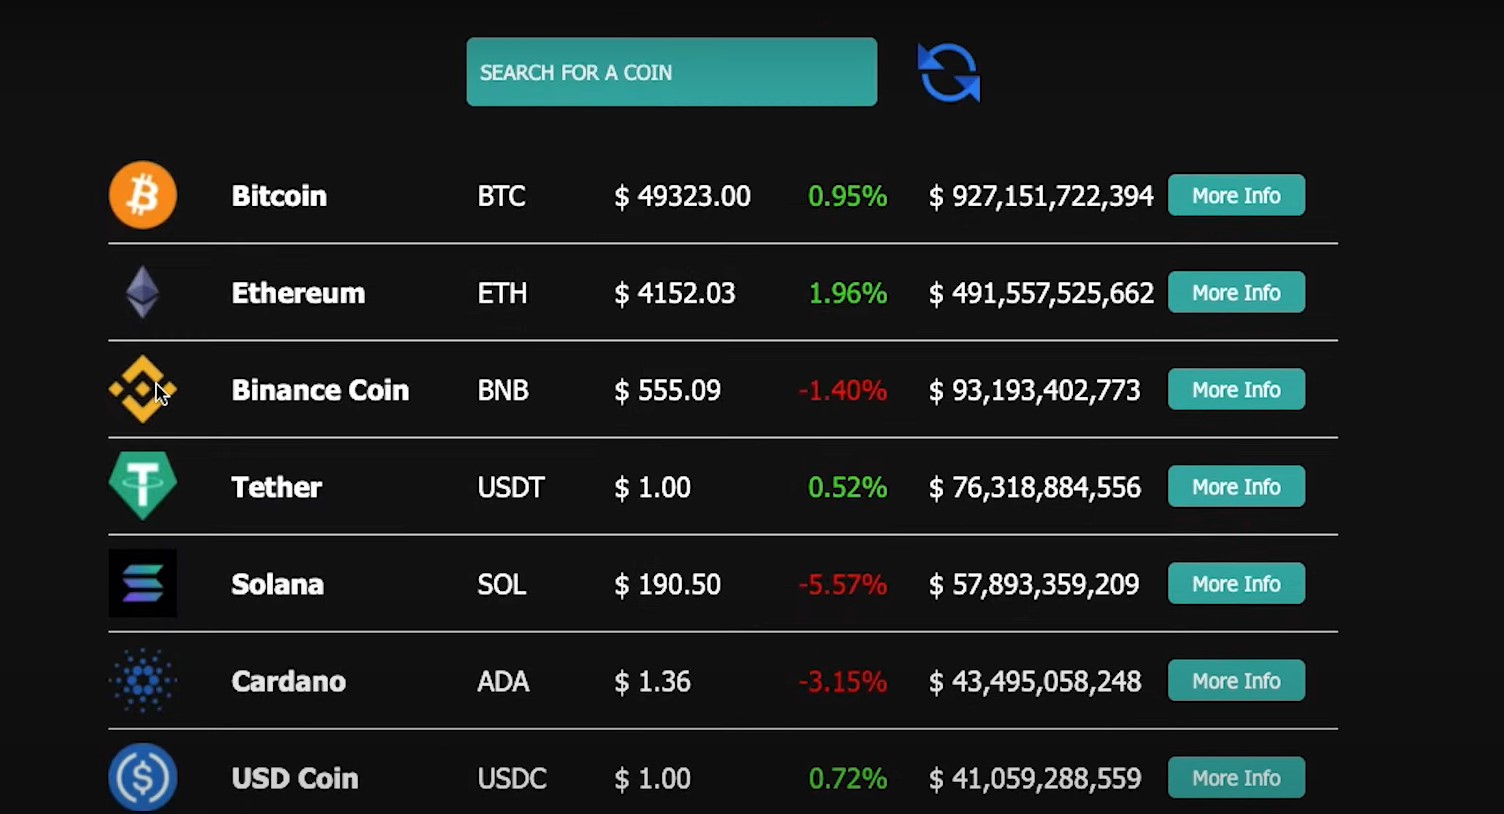 SEARCH FOR A COIN
Bitcoin BTC $ 49323.00 0.95% $ 927,151,722,394 More Info
Ethereum ETH $ 4152.03 1.96% $ 491,557,525,662 More Info
Binance Coin BNB $ 555.09 -1.40% $ 93,193,402,773 More Info
Tether USDT $ 1.00 0.52% $ 76,318,884,556 More Info
Solana SOL $ 190.50 -5.57% $ 57,893,359,209 More Info
Cardano ADA $ 1.36 -3.15% $ 43,495,058,248 More Info
USD Coin USDC $ 1.00 0.72% $ 41,059,288,559 More Info